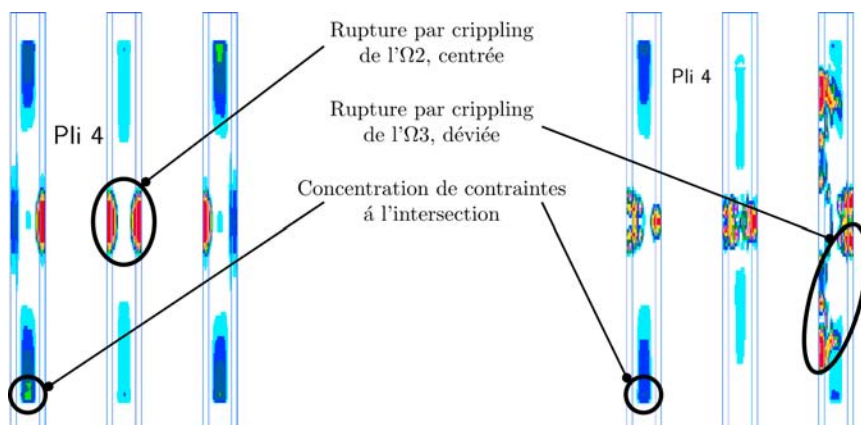 Rupture par crippling
de l'Ω2, centrée
Pli 4
Rupture par crippling
de l'Ω3, déviée
Pli 4
Concentration de contraintes
á l'intersection